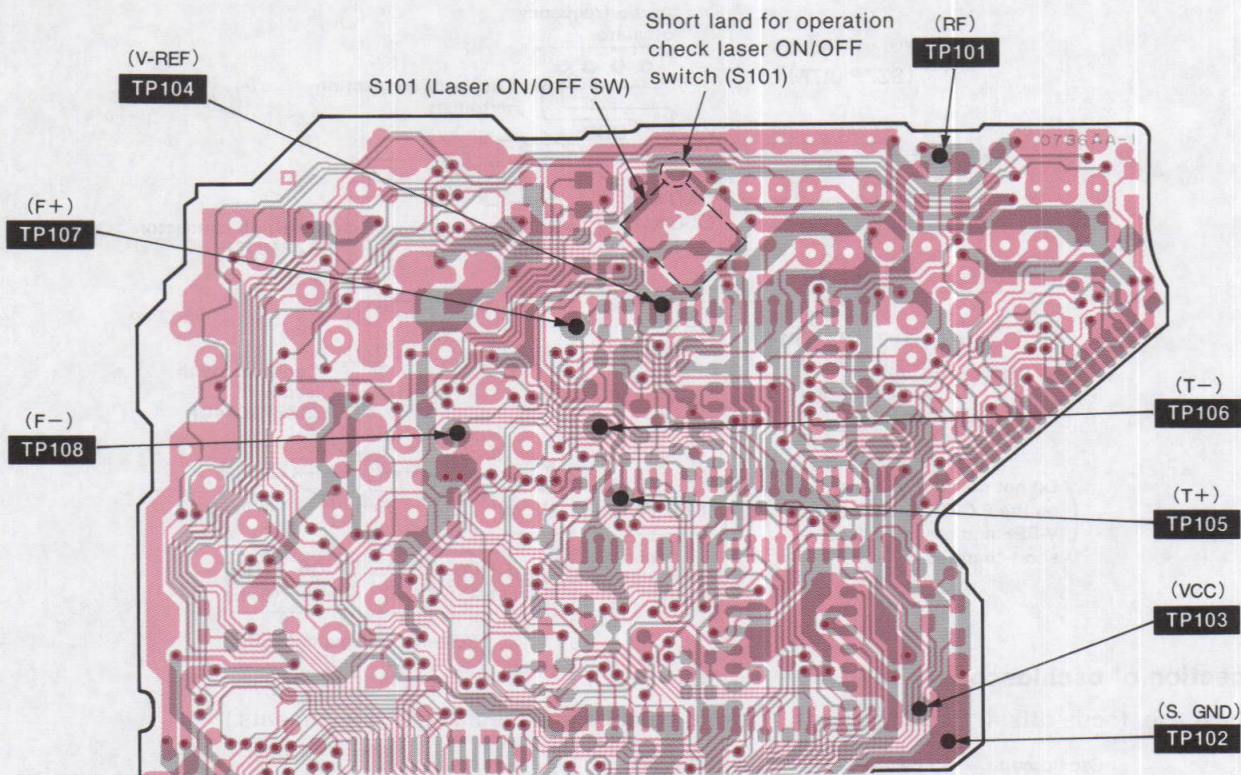 Short land for operation
check laser ON/OFF
switch (S101)
(RF)
TP101
(V-REF)
TP104
S101 (Laser ON/OFF SW)
(F+)
TP107
(F−)
TP108
(T−)
TP106
(T+)
TP105
(VCC)
TP103
(S. GND)
TP102